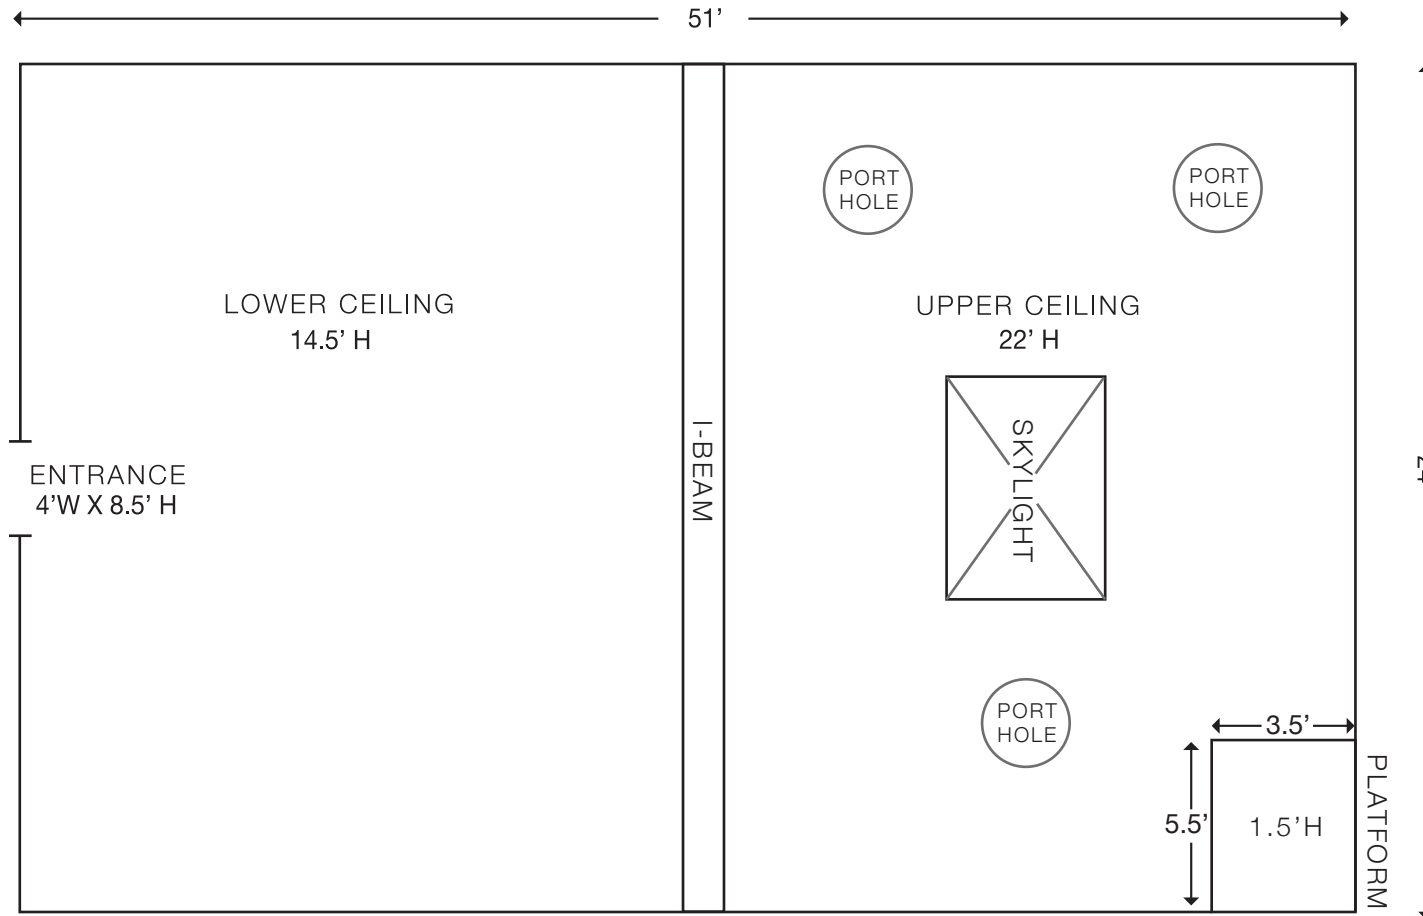 51’
PORT
HOLE
PORT
HOLE
LOWER CEILING
14.5’ H
UPPER CEILING
22’ H
I-BEAM
SKYLIGHT
ENTRANCE
4’W X 8.5’ H
PORT
HOLE
3.5’
5.5’
1.5’H
PLATFORM